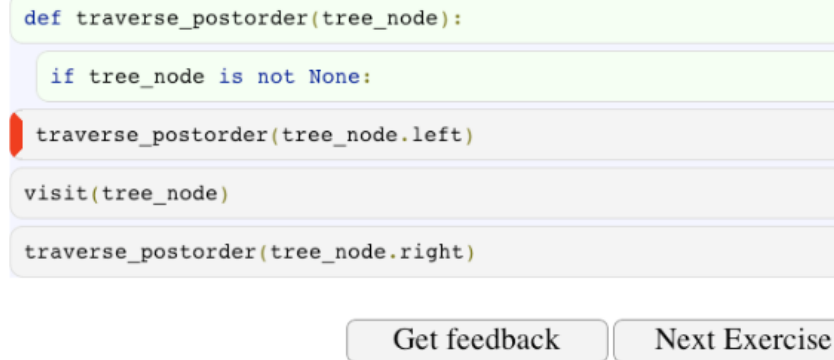 def traverse_postorder(tree_node):
if tree_node is not None:
traverse_postorder(tree_node.left)
visit(tree_node)
traverse_postorder(tree_node.right)
Get feedback
Next Exercise